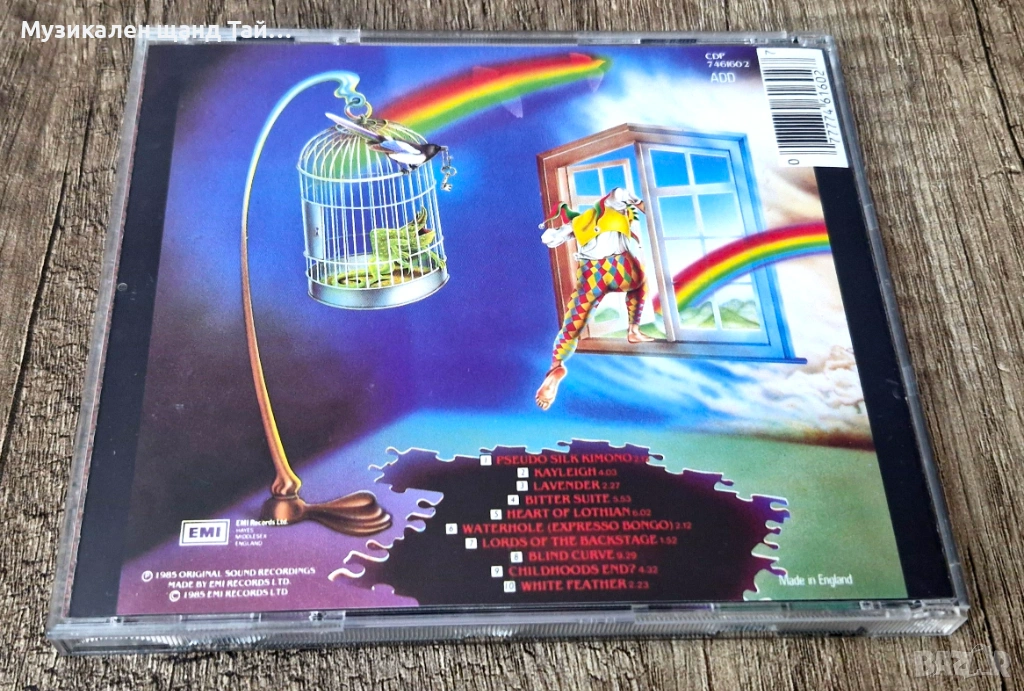 Музикален щанд Тай...
CDP
7 46160 2
ADD
0 77774 61602
1 PSEUDO SILK KIMONO
2 KAYLEIGH 4.03
3 LAVENDER 2.27
4 BITTER SUITE 5.53
5 HEART OF LOTHIAN 6.02
6 WATERHOLE (EXPRESSO BONGO) 2.12
7 LORDS OF THE BACKSTAGE 1.52
8 BLIND CURVE 9.29
9 CHILDHOODS END? 4.32
10 WHITE FEATHER 2.23
EMI
EMI Records Ltd.
HAYES
MIDDLESEX
ENGLAND
℗ 1985 ORIGINAL SOUND RECORDINGS
MADE BY EMI RECORDS LTD.
© 1985 EMI RECORDS LTD
Made in England
BAZAR